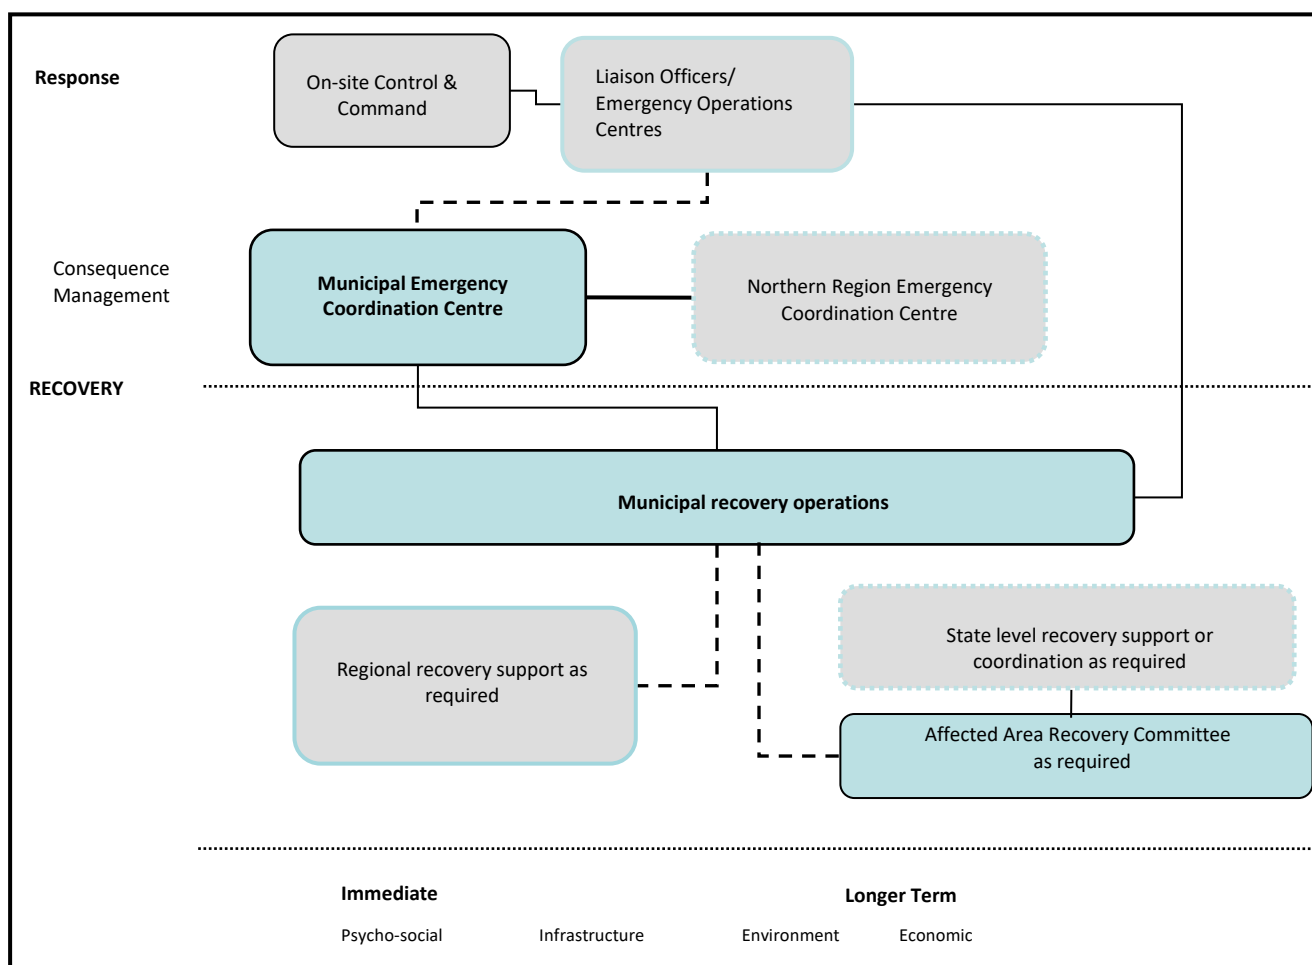 Response
On-site Control &
Command
Liaison Officers/
Emergency Operations
Centres
Consequence
Management
Municipal Emergency
Coordination Centre
Northern Region Emergency
Coordination Centre
RECOVERY
Municipal recovery operations
Regional recovery support as
required
State level recovery support or
coordination as required
Affected Area Recovery Committee
as required
Immediate
Longer Term
Psycho-social
Infrastructure
Environment
Economic